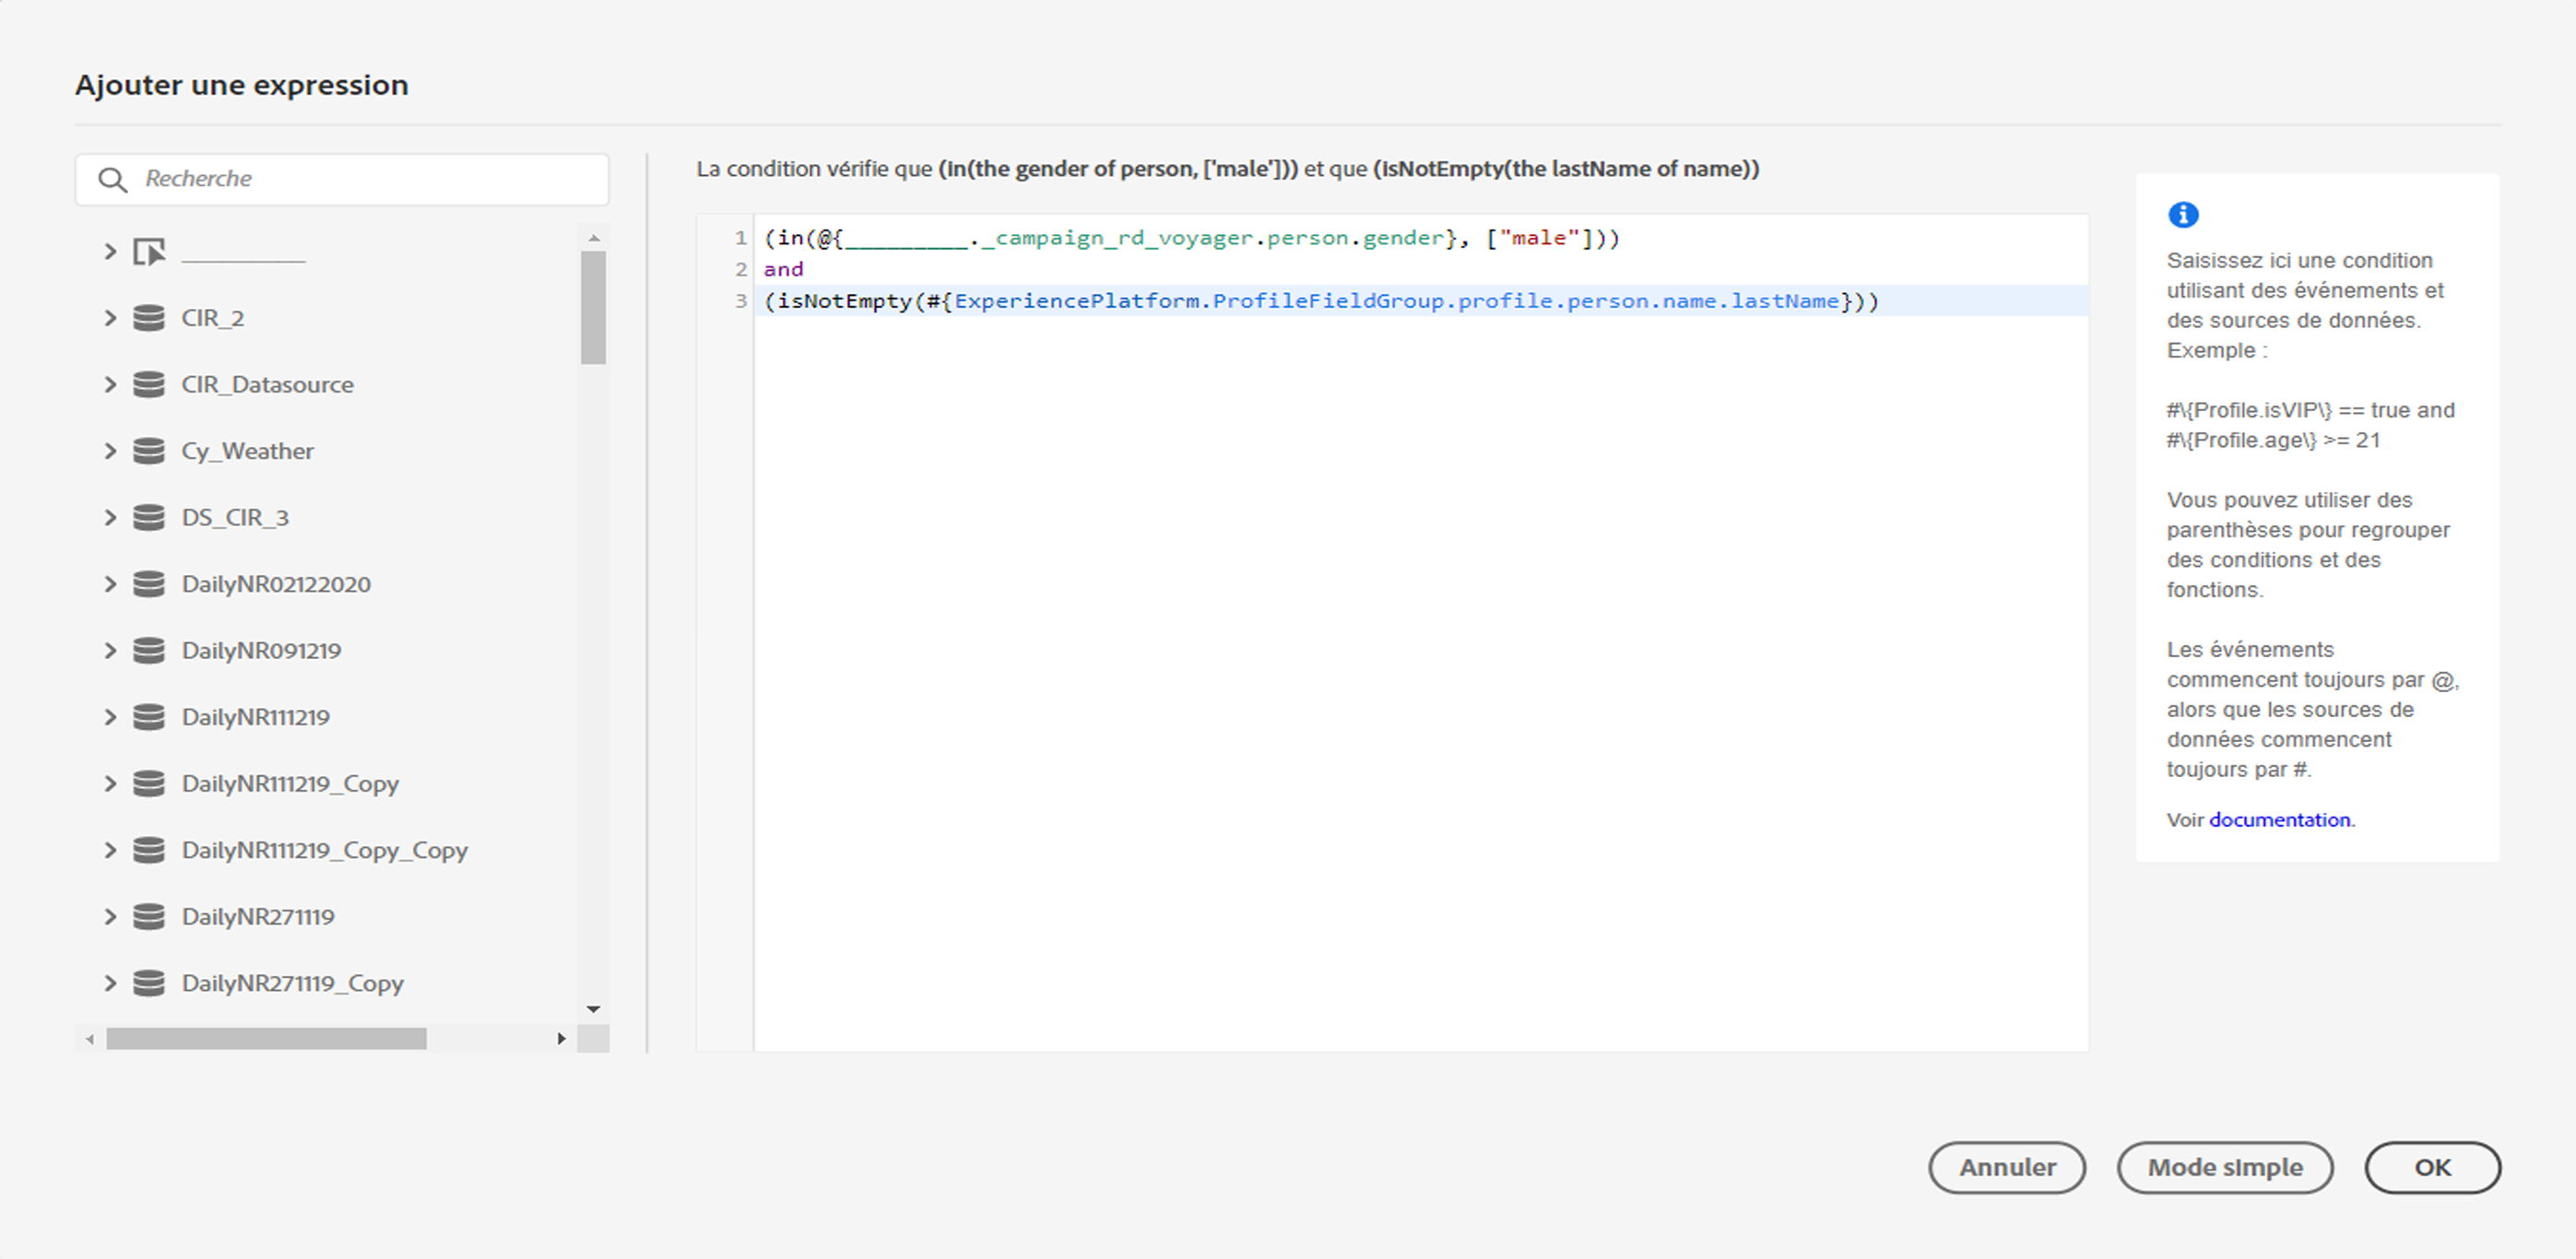 Ajouter une expression
Recherche
__________
CIR_2
CIR_Datasource
Cy_Weather
DS_CIR_3
DailyNR02122020
DailyNR091219
DailyNR111219
DailyNR111219_Copy
DailyNR111219_Copy_Copy
DailyNR271119
DailyNR271119_Copy
La condition vérifie que (in(the gender of person, ['male'])) et que (isNotEmpty(the lastName of name))
1 (in(@{_________._campaign_rd_voyager.person.gender}, ["male"]))
2 and
3 (isNotEmpty(#{ExperiencePlatform.ProfileFieldGroup.profile.person.name.lastName}))
Saisissez ici une condition
utilisant des événements et
des sources de données.
Exemple :
#\{Profile.isVIP\} == true and
#\{Profile.age\} >= 21
Vous pouvez utiliser des
parenthèses pour regrouper
des conditions et des
fonctions.
Les événements
commencent toujours par @,
alors que les sources de
données commencent
toujours par #.
Voir documentation.
Annuler
Mode simple
OK